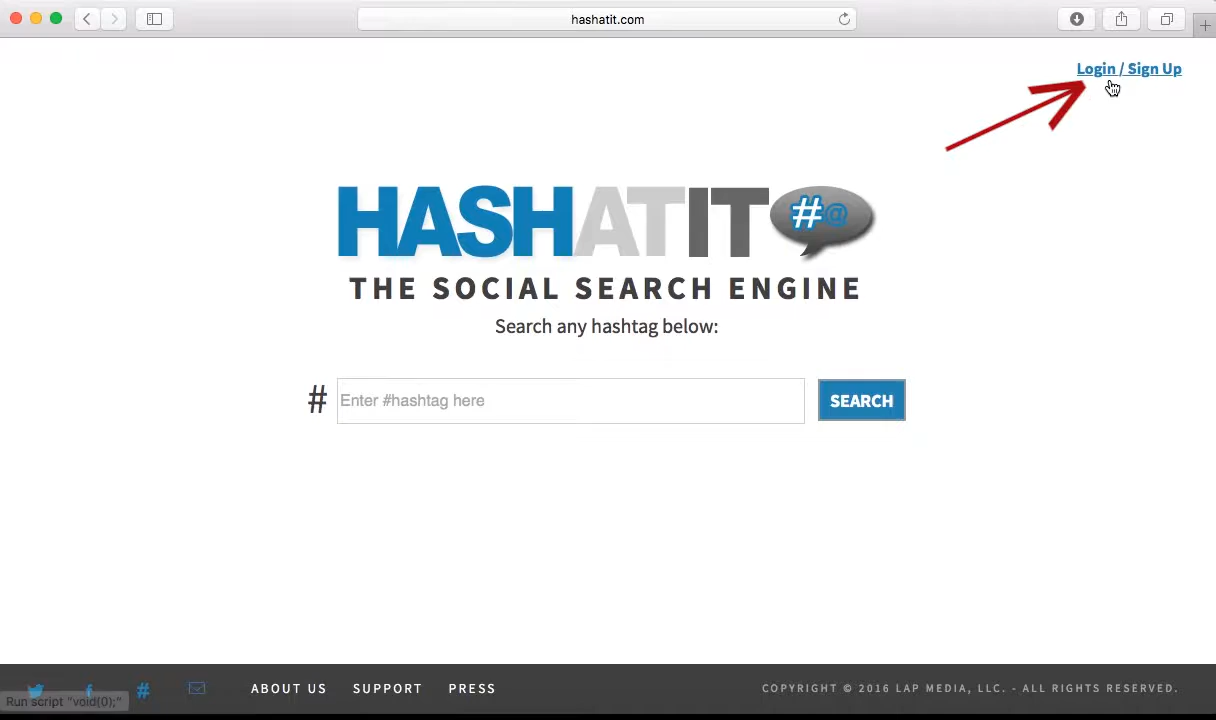 hashatit.com
Login / Sign Up
HASHATIT #@
THE SOCIAL SEARCH ENGINE
Search any hashtag below:
# Enter #hashtag here SEARCH
# ABOUT US SUPPORT PRESS COPYRIGHT © 2016 LAP MEDIA, LLC. - ALL RIGHTS RESERVED.
Run script "void(0);"